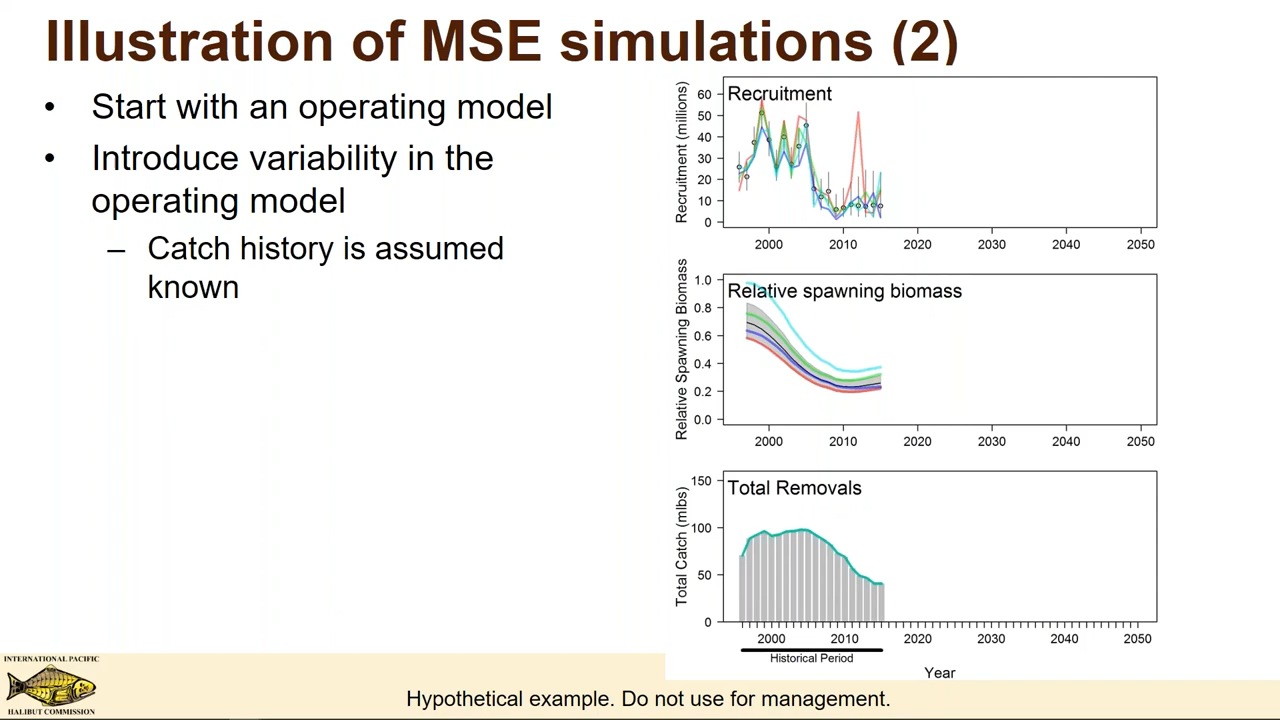 Illustration of MSE simulations (2)
• Start with an operating model
• Introduce variability in the
operating model
– Catch history is assumed
known
Recruitment
Recruitment (millions)
60
50
40
30
20
10
0
2000 2010 2020 2030 2040 2050
Relative spawning biomass
Relative Spawning Biomass
1.0
0.8
0.6
0.4
0.2
0.0
2000 2010 2020 2030 2040 2050
Total Removals
Total Catch (mlbs)
150
100
50
0
2000 2010 2020 2030 2040 2050
Historical Period
Year
INTERNATIONAL PACIFIC
HALIBUT COMMISSION
Hypothetical example. Do not use for management.